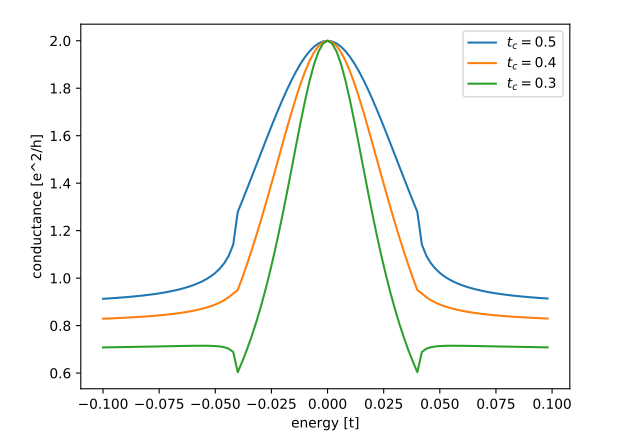 2.0
1.8
1.6
1.4
1.2
1.0
0.8
0.6
conductance [e^2/h]
t_c = 0.5
t_c = 0.4
t_c = 0.3
−0.100 −0.075 −0.050 −0.025 0.000 0.025 0.050 0.075 0.100
energy [t]